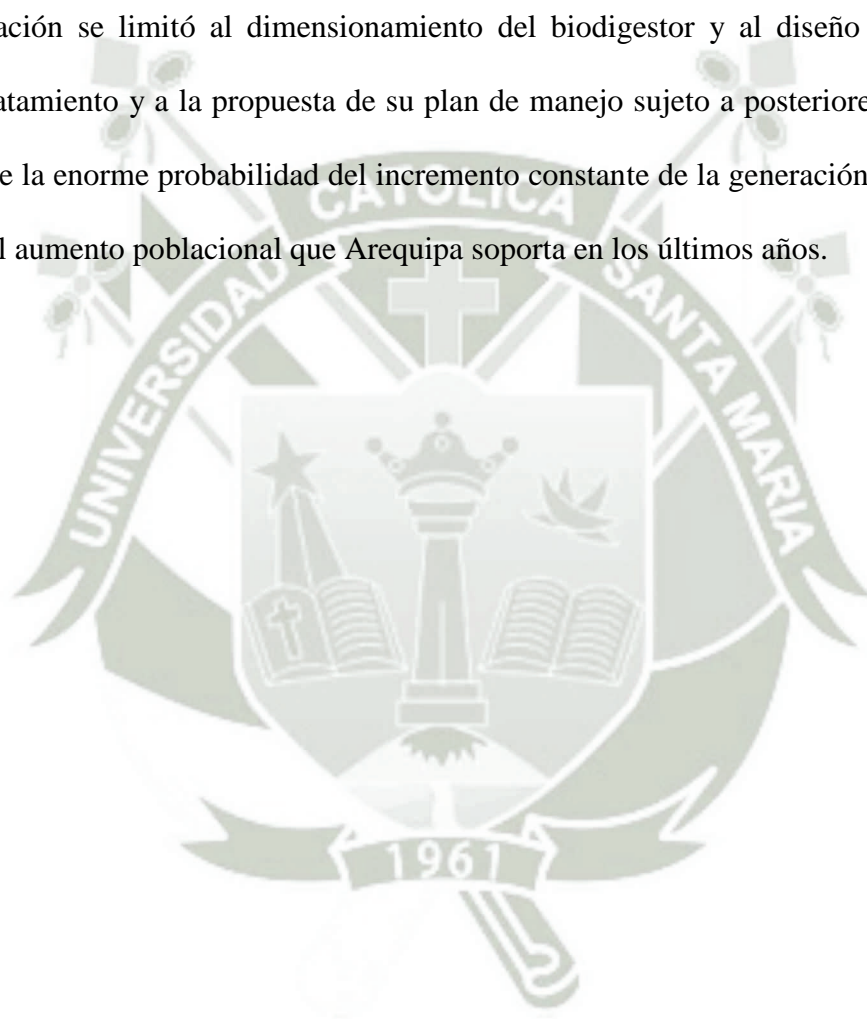 ación se limitó al dimensionamiento del biodigestor y al diseño
atamiento y a la propuesta de su plan de manejo sujeto a posteriore
e la enorme probabilidad del incremento constante de la generación
l aumento poblacional que Arequipa soporta en los últimos años.
UNIVERSIDAD CATOLICA SANTA MARIA
1961